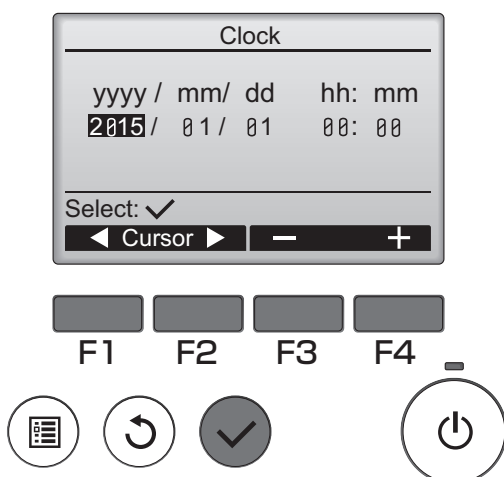 Clock
yyyy / mm/ dd hh: mm
2015 / 01/ 01 00: 00
Select: ✓
◀ Cursor ▶ − +
F1 F2 F3 F4